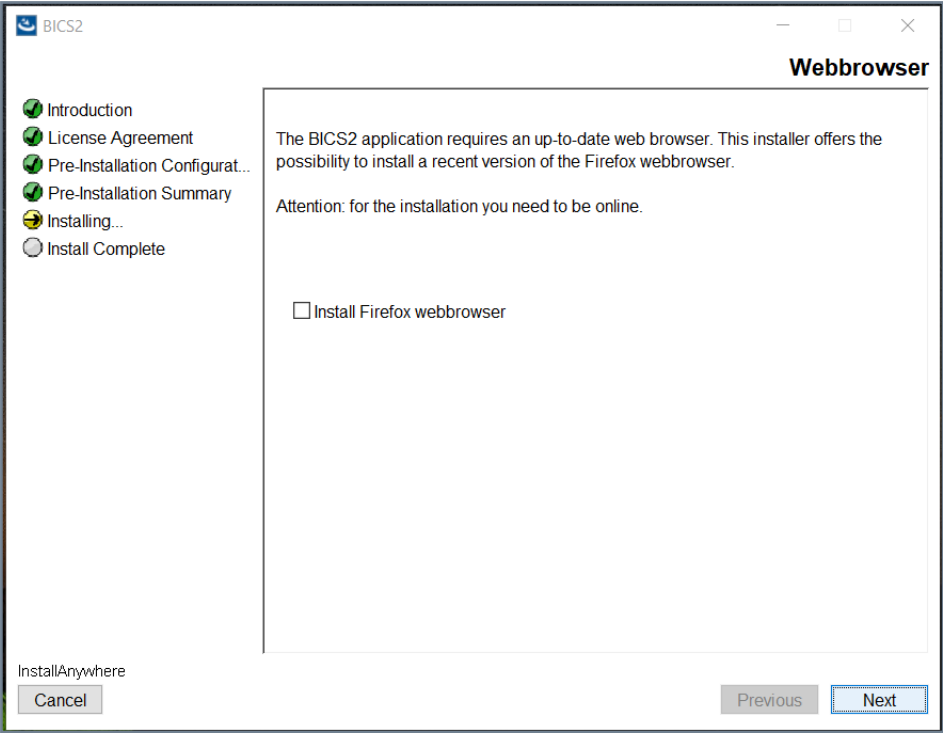 BICS2
Webbrowser
Introduction
License Agreement
Pre-Installation Configurat...
Pre-Installation Summary
Installing...
Install Complete
The BICS2 application requires an up-to-date web browser. This installer offers the
possibility to install a recent version of the Firefox webbrowser.
Attention: for the installation you need to be online.
Install Firefox webbrowser
InstallAnywhere
Cancel
Previous
Next